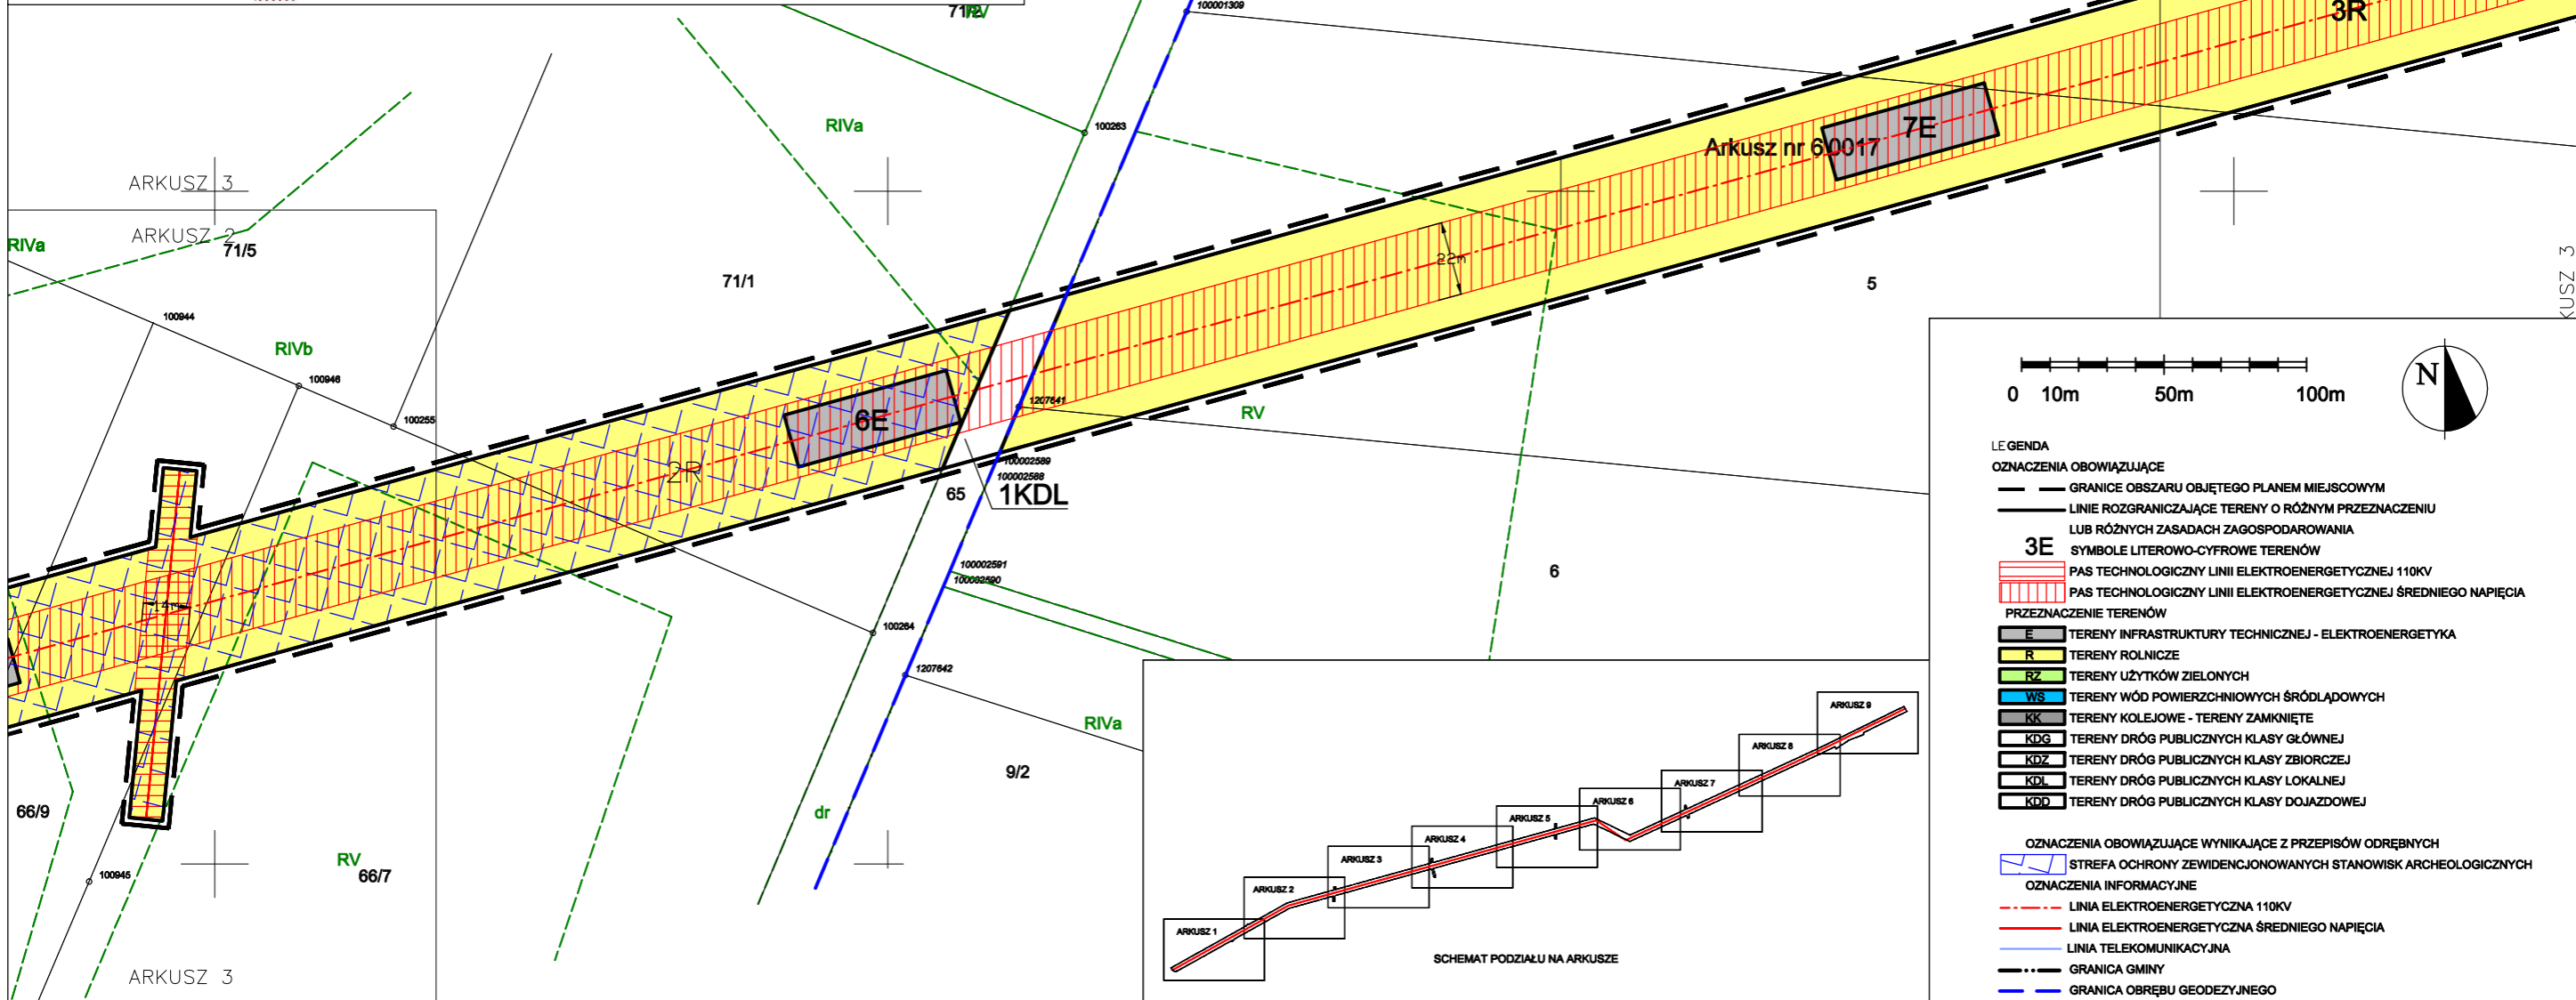 71/2
RV
100001309
3R
RIVa
100263
7E
Arkusz nr 6.0017
ARKUSZ 3
ARKUSZ 2
RIVa
71/5
71/1
22m
5
KUSZ 3
100944
RIVb
100946
100255
6E
1207641
RV
2R
100002589
100002588
65
1KDL
100002591
100002590
6
14m
100264
1207642
RIVa
9/2
66/9
dr
RV
66/7
100945
ARKUSZ 3
0 10m 50m 100m
N
LEGENDA
OZNACZENIA OBOWIĄZUJĄCE
GRANICE OBSZARU OBJĘTEGO PLANEM MIEJSCOWYM
LINIE ROZGRANICZAJĄCE TERENY O RÓŻNYM PRZEZNACZENIU
LUB RÓŻNYCH ZASADACH ZAGOSPODAROWANIA
3E SYMBOLE LITEROWO-CYFROWE TERENÓW
PAS TECHNOLOGICZNY LINII ELEKTROENERGETYCZNEJ 110KV
PAS TECHNOLOGICZNY LINII ELEKTROENERGETYCZNEJ ŚREDNIEGO NAPIĘCIA
PRZEZNACZENIE TERENÓW
E TERENY INFRASTRUKTURY TECHNICZNEJ - ELEKTROENERGETYKA
R TERENY ROLNICZE
RZ TERENY UŻYTKÓW ZIELONYCH
WS TERENY WÓD POWIERZCHNIOWYCH ŚRÓDLĄDOWYCH
KK TERENY KOLEJOWE - TERENY ZAMKNIĘTE
KDG TERENY DRÓG PUBLICZNYCH KLASY GŁÓWNEJ
KDZ TERENY DRÓG PUBLICZNYCH KLASY ZBIORCZEJ
KDL TERENY DRÓG PUBLICZNYCH KLASY LOKALNEJ
KDD TERENY DRÓG PUBLICZNYCH KLASY DOJAZDOWEJ
OZNACZENIA OBOWIĄZUJĄCE WYNIKAJĄCE Z PRZEPISÓW ODRĘBNYCH
STREFA OCHRONY ZEWIDENCJONOWANYCH STANOWISK ARCHEOLOGICZNYCH
OZNACZENIA INFORMACYJNE
LINIA ELEKTROENERGETYCZNA 110KV
LINIA ELEKTROENERGETYCZNA ŚREDNIEGO NAPIĘCIA
LINIA TELEKOMUNIKACYJNA
GRANICA GMINY
GRANICA OBRĘBU GEODEZYJNEGO
ARKUSZ 9
ARKUSZ 8
ARKUSZ 7
ARKUSZ 6
ARKUSZ 5
ARKUSZ 4
ARKUSZ 3
ARKUSZ 2
ARKUSZ 1
SCHEMAT PODZIAŁU NA ARKUSZE